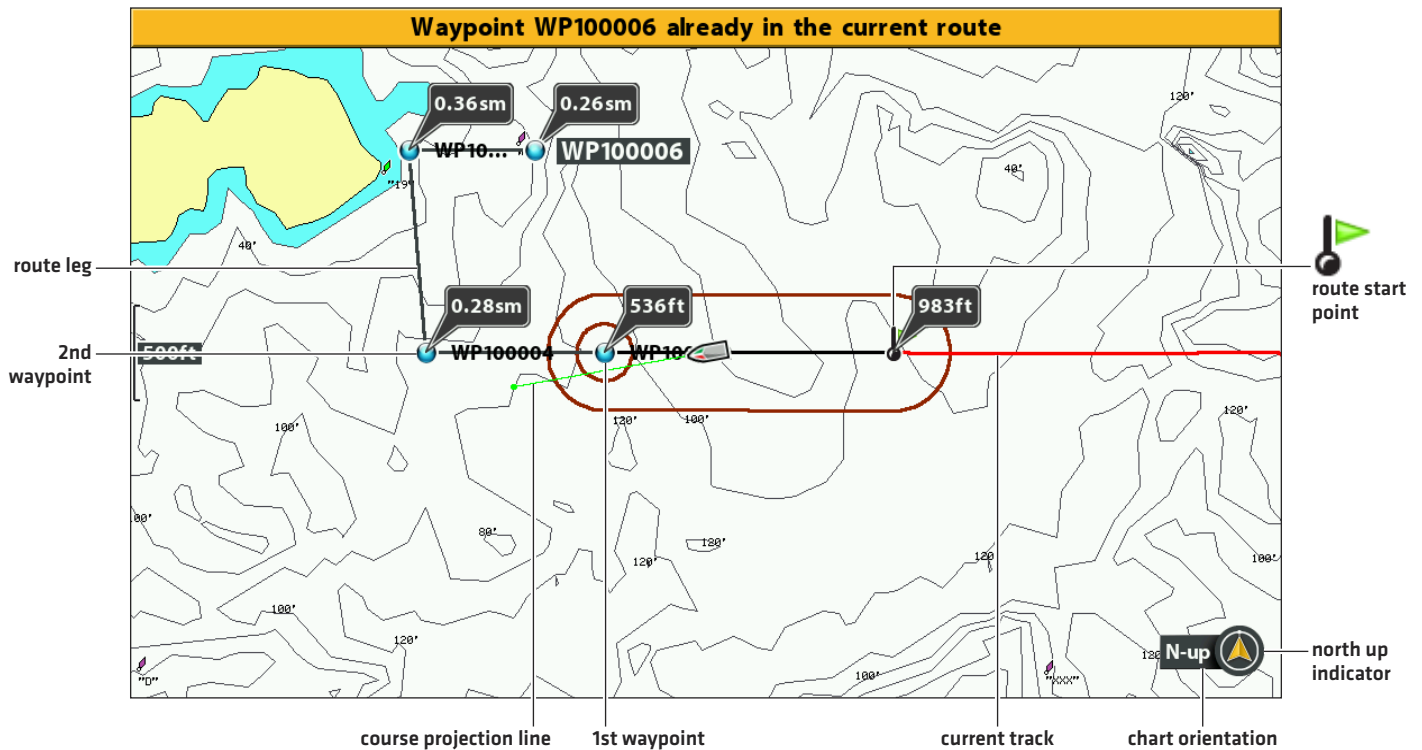 Waypoint WP100006 already in the current route
120'
0.36sm
0.26sm
WP10...
WP100006
"19"
40'
40'
route leg
route start
point
0.28sm
536ft
983ft
2nd
waypoint
500ft
WP100004
120'
100'
120'
100'
80'
120'
120'
120
100'
100'
120'
"D"
100'
"XXX"
120
N-up
north up
indicator
course projection line
1st waypoint
current track
chart orientation